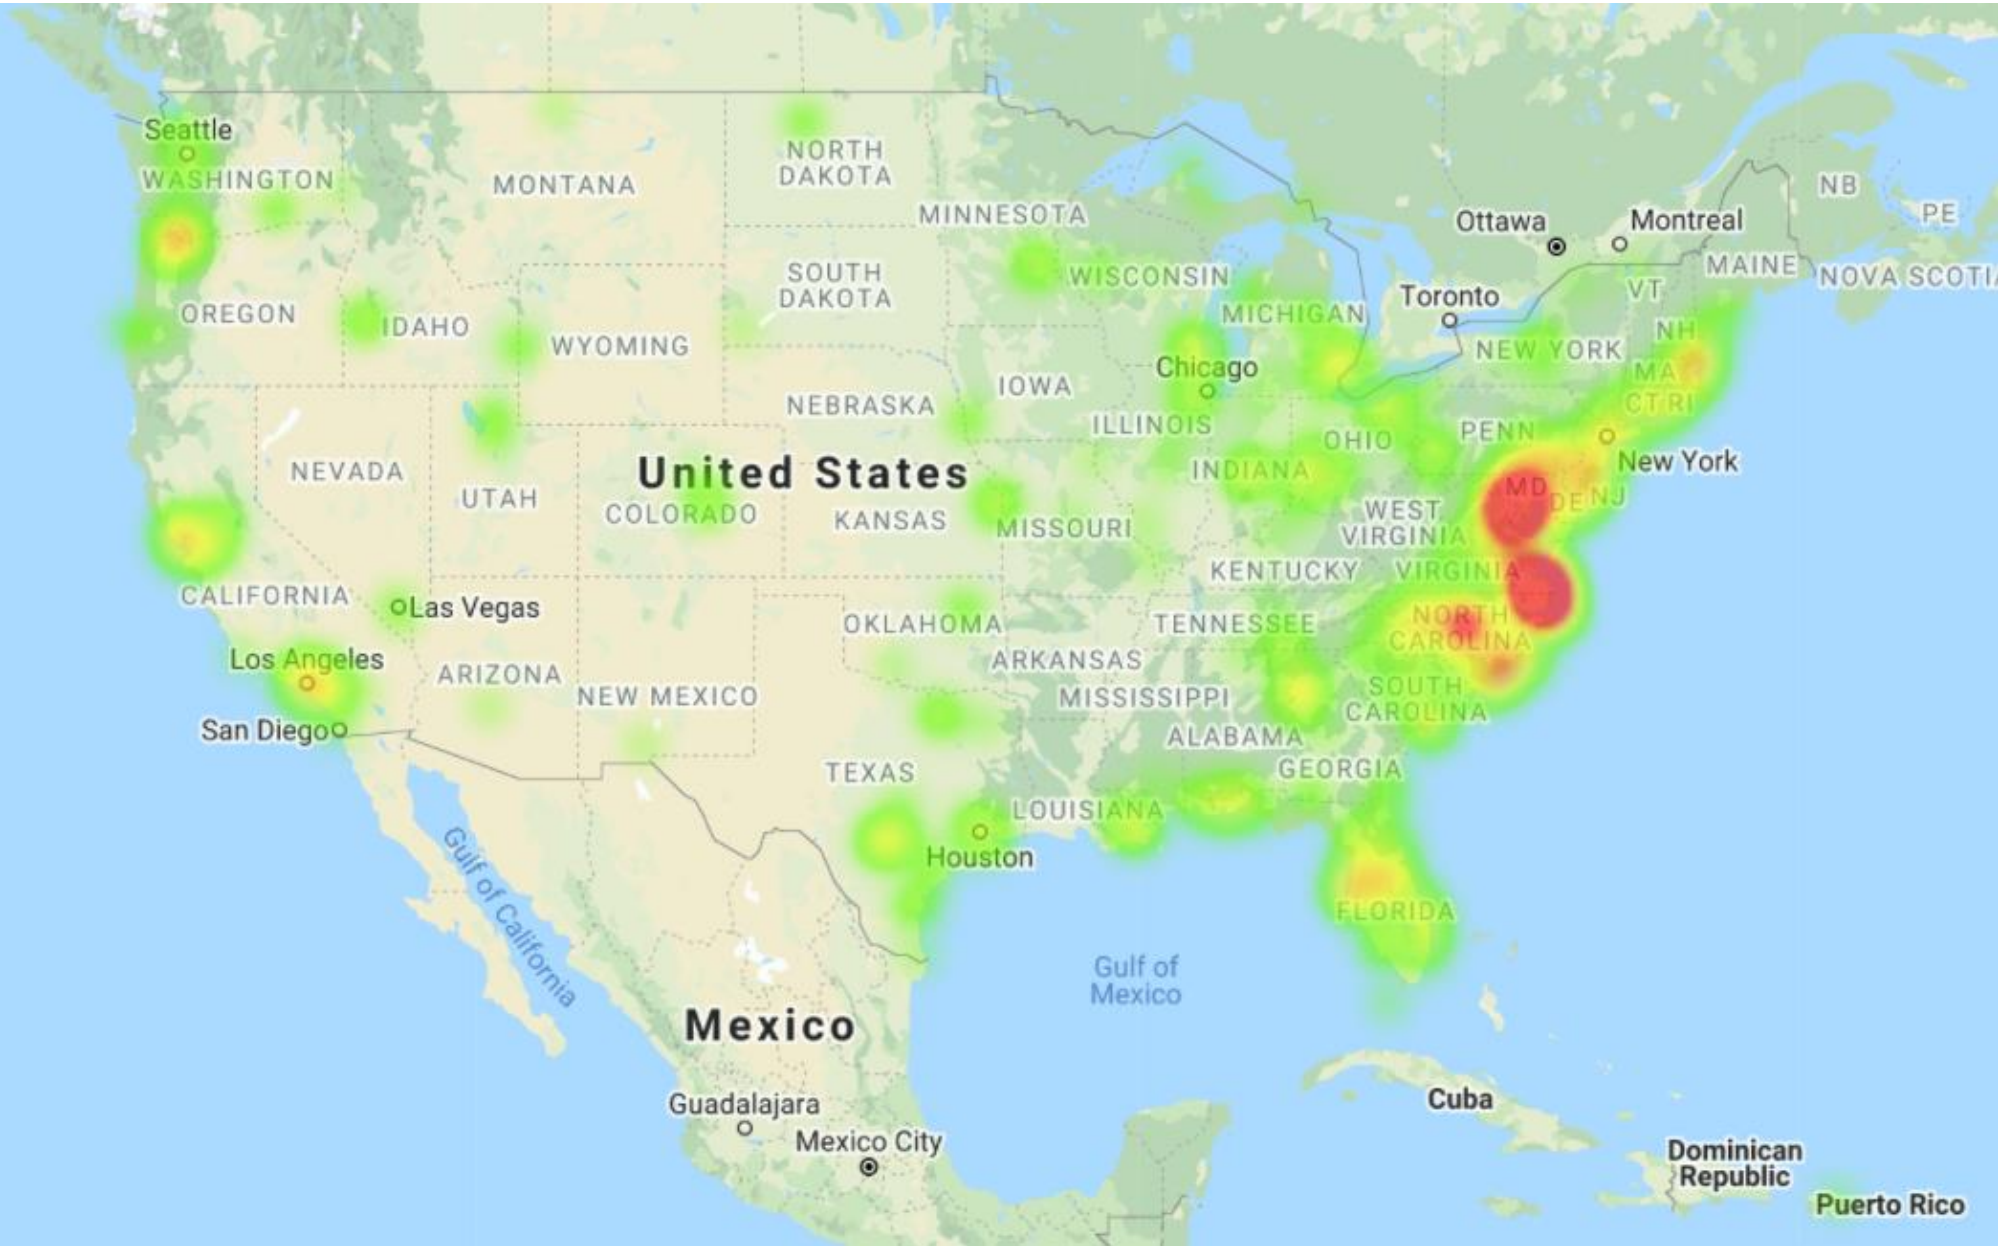 Seattle
WASHINGTON
MONTANA
NORTH
DAKOTA
MINNESOTA
Ottawa
Montreal
NB
PE
OREGON
IDAHO
WYOMING
SOUTH
DAKOTA
WISCONSIN
MICHIGAN
Toronto
VT
MAINE
NOVA SCOTI
NH
NEW YORK
MA
CT RI
Chicago
IOWA
NEBRASKA
ILLINOIS
INDIANA
OHIO
PENN
New York
NEVADA
UTAH
United States
COLORADO
KANSAS
MISSOURI
WEST
VIRGINIA
MD
DE
NJ
KENTUCKY
VIRGINIA
CALIFORNIA
Las Vegas
OKLAHOMA
TENNESSEE
NORTH
CAROLINA
Los Angeles
ARIZONA
NEW MEXICO
ARKANSAS
MISSISSIPPI
SOUTH
CAROLINA
San Diego
ALABAMA
TEXAS
GEORGIA
LOUISIANA
Houston
Gulf of California
FLORIDA
Gulf of
Mexico
Mexico
Guadalajara
Mexico City
Cuba
Dominican
Republic
Puerto Rico